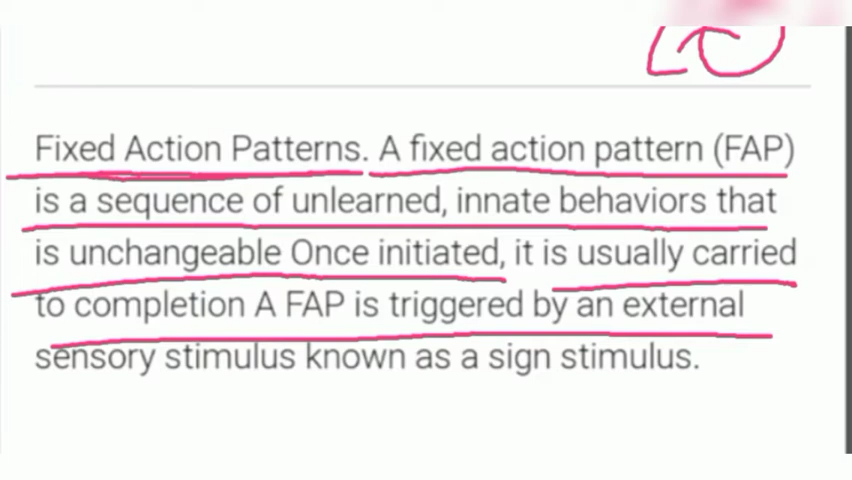 Fixed Action Patterns. A fixed action pattern (FAP)
is a sequence of unlearned, innate behaviors that
is unchangeable Once initiated, it is usually carried
to completion A FAP is triggered by an external
sensory stimulus known as a sign stimulus.